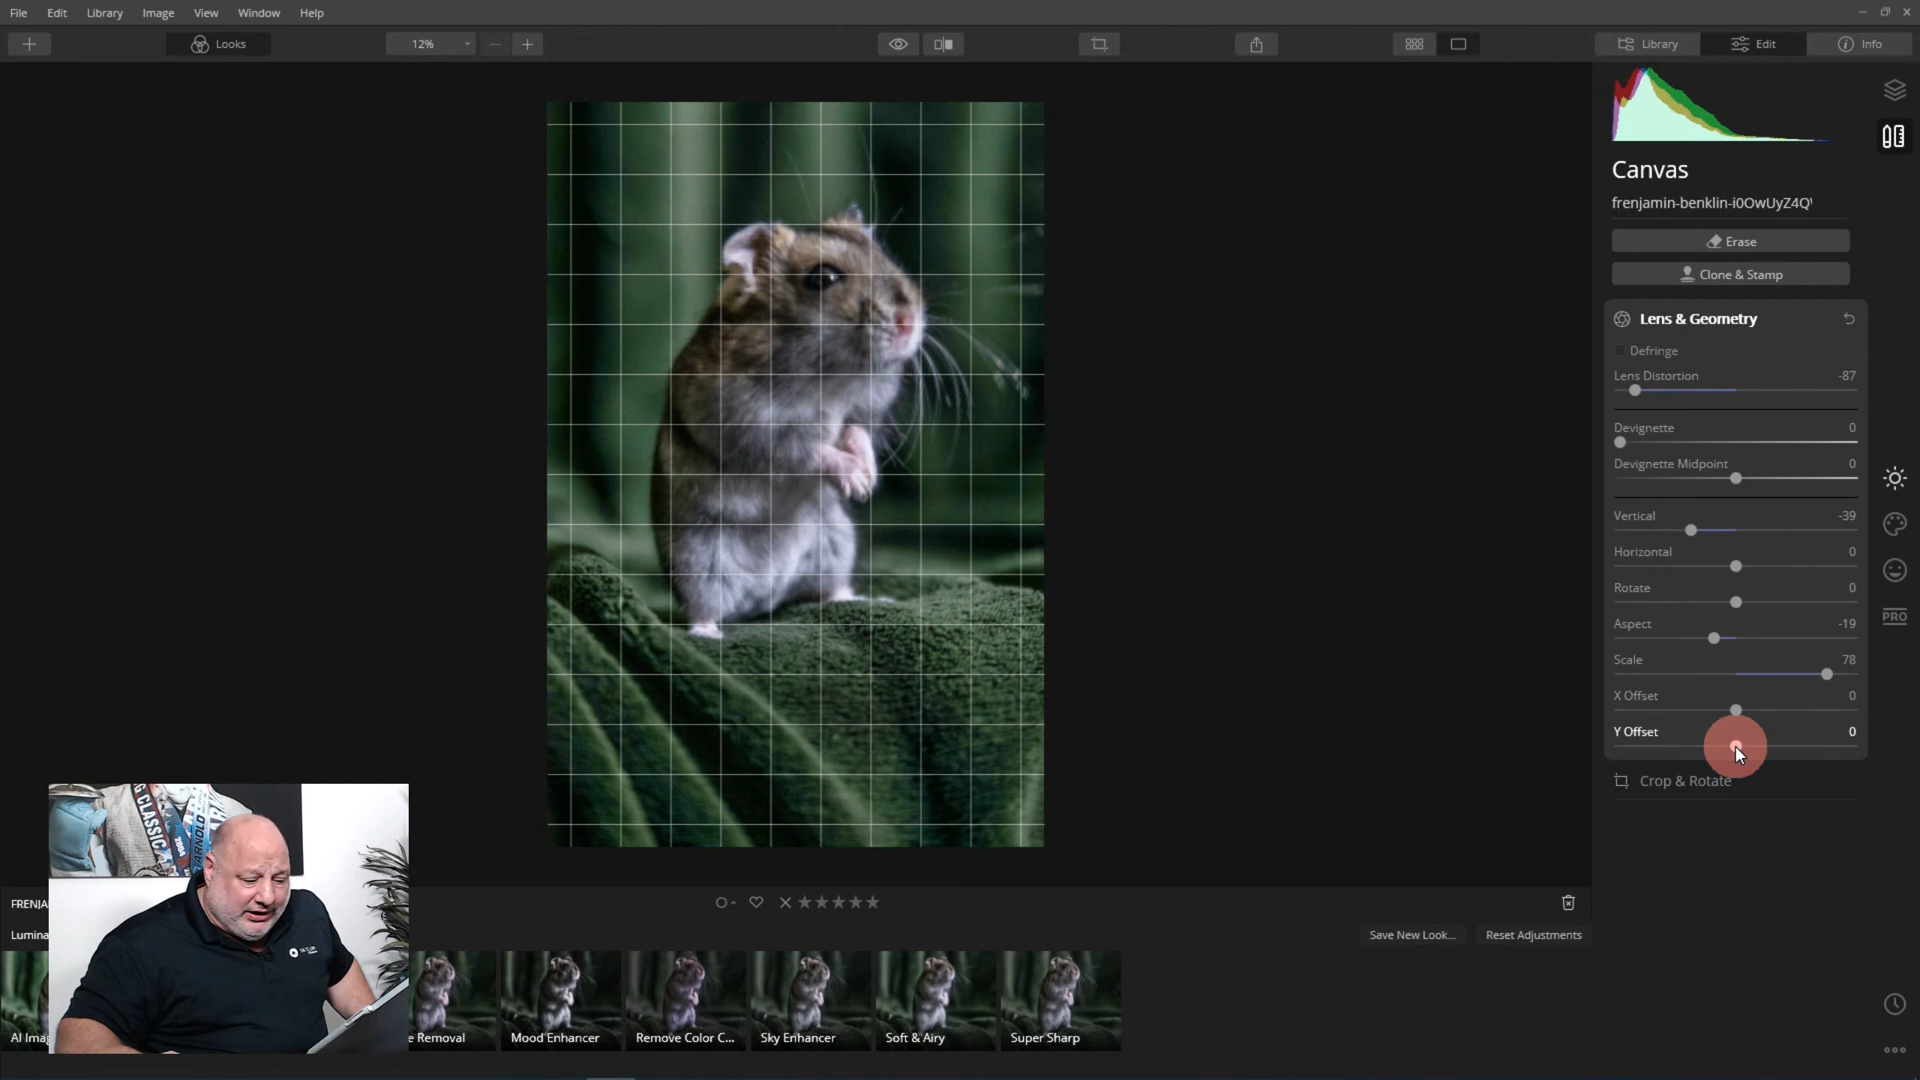 File Edit Library Image View Window Help
Looks 12% Library Edit Info
Canvas
frenjamin-benklin-i0OwUyZ4Q
Erase
Clone & Stamp
Lens & Geometry
Defringe
Lens Distortion -87
Devignette 0
Devignette Midpoint 0
Vertical -39
Horizontal 0
Rotate 0
Aspect -19
Scale 78
X Offset 0
Y Offset 0
Crop & Rotate
PRO
FRENJA
Lumina
Save New Look... Reset Adjustments
AI Imag
e Removal
Mood Enhancer
Remove Color C...
Sky Enhancer
Soft & Airy
Super Sharp
G CLASSIC
2004
ARNOLD